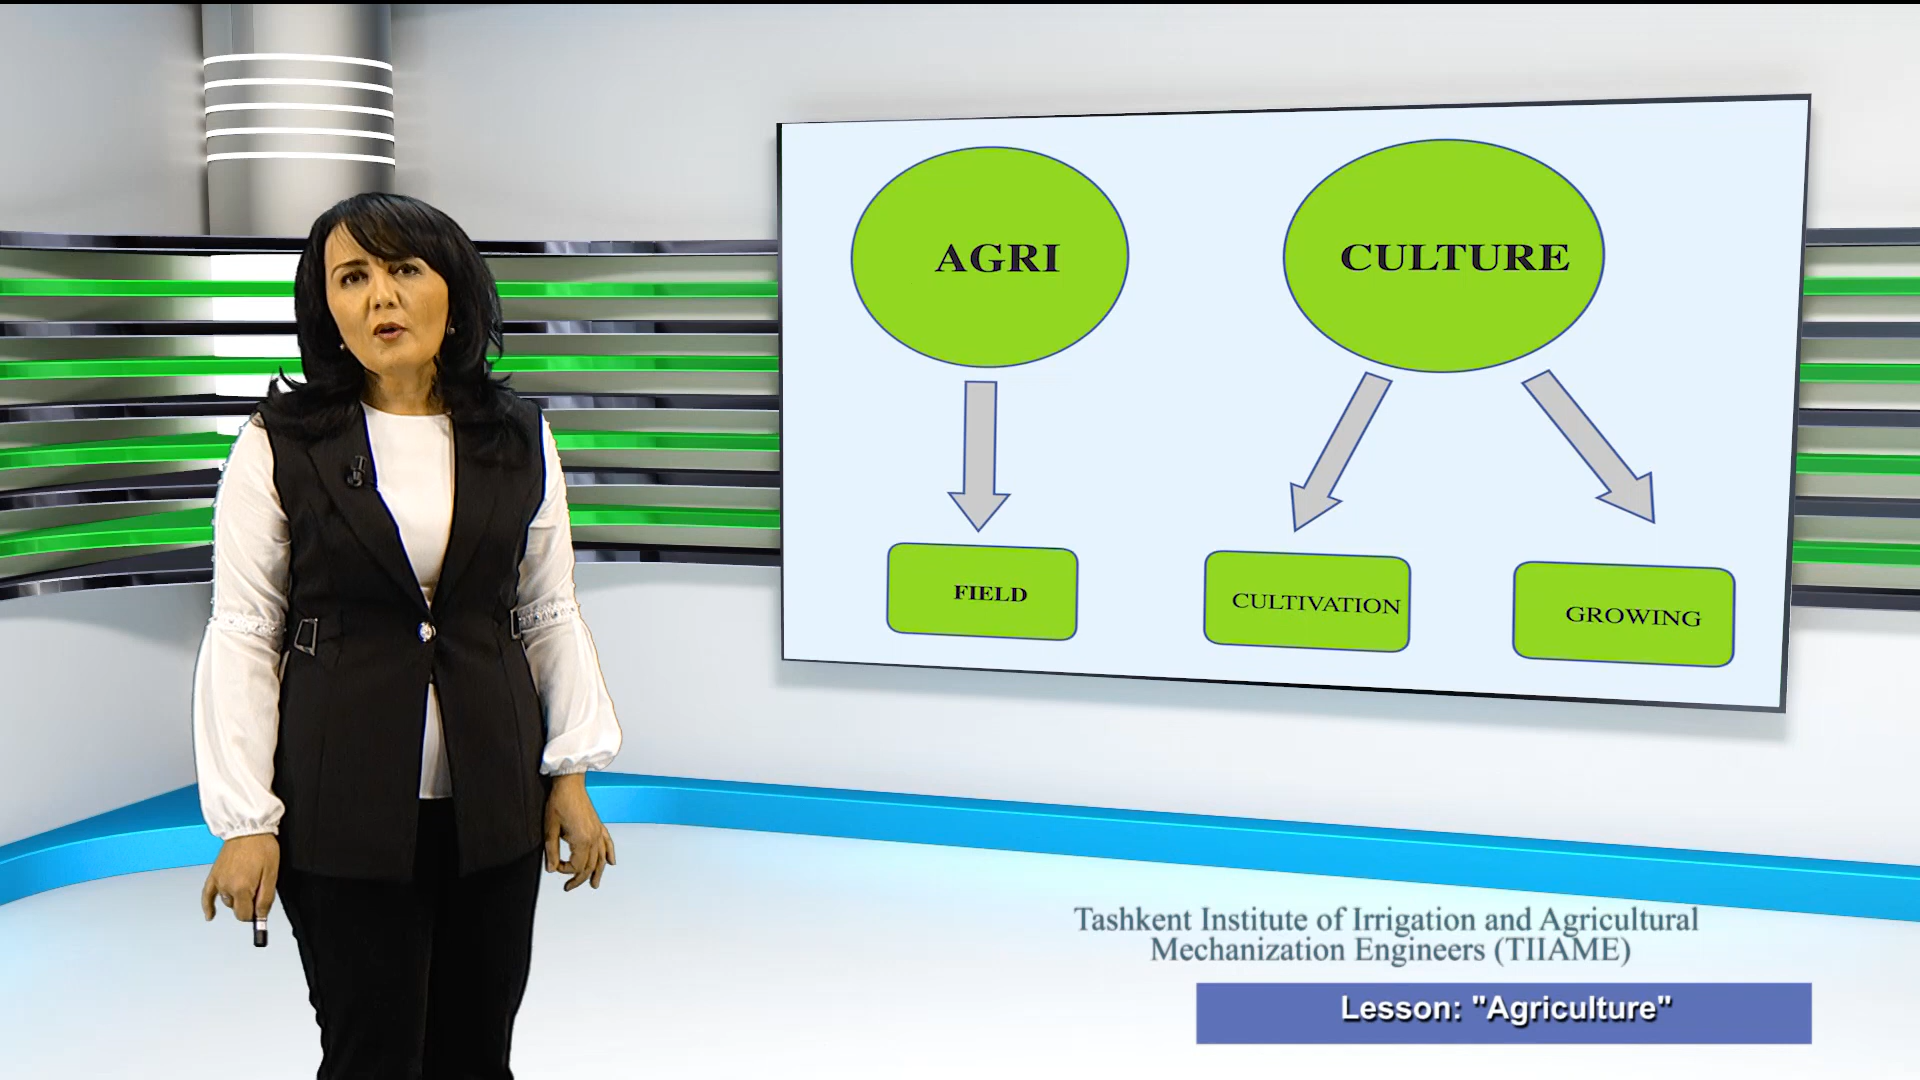 AGRI
CULTURE
FIELD
CULTIVATION
GROWING
Tashkent Institute of Irrigation and Agricultural
Mechanization Engineers (TIIAME)
Lesson: "Agriculture"